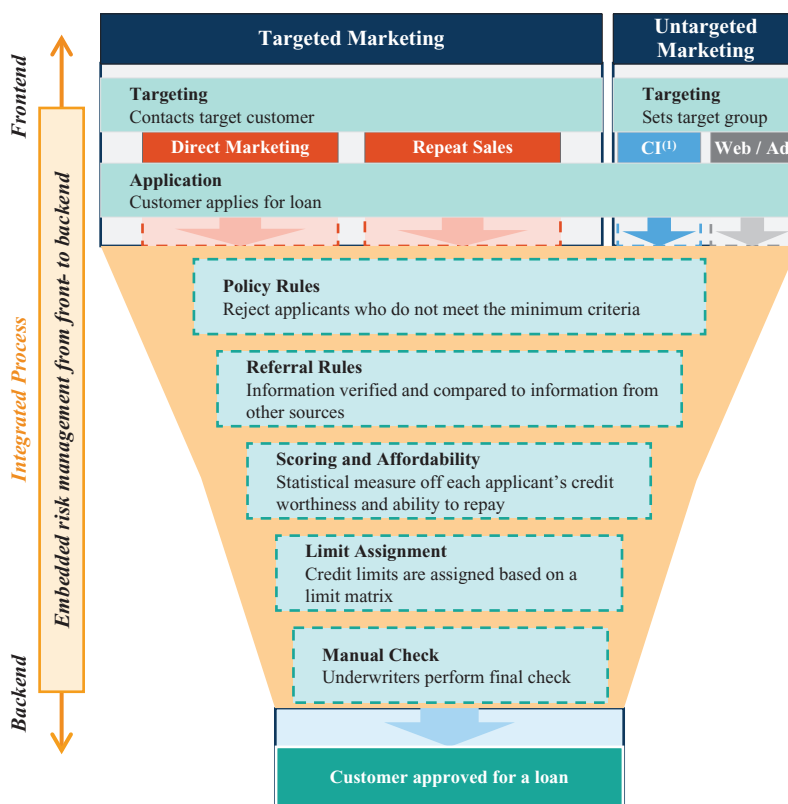 Targeted Marketing
Untargeted
Marketing
Targeting
Contacts target customer
Targeting
Sets target group
Direct Marketing
Repeat Sales
CI(1)
Web / Ad
Application
Customer applies for loan
Policy Rules
Reject applicants who do not meet the minimum criteria
Referral Rules
Information verified and compared to information from
other sources
Scoring and Affordability
Statistical measure off each applicant’s credit
worthiness and ability to repay
Limit Assignment
Credit limits are assigned based on a
limit matrix
Manual Check
Underwriters perform final check
Customer approved for a loan
Frontend
Integrated Process
Backend
Embedded risk management from front- to backend